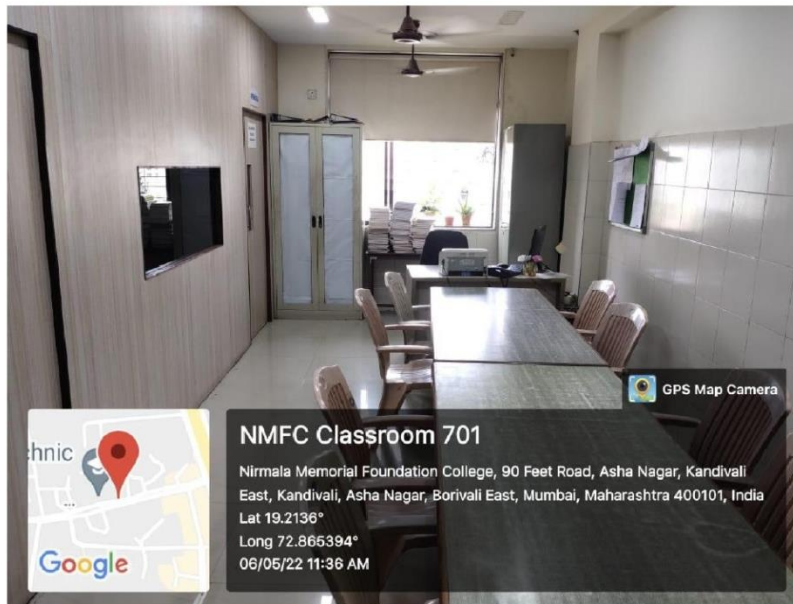 GPS Map Camera
NMFC Classroom 701
Nirmala Memorial Foundation College, 90 Feet Road, Asha Nagar, Kandivali
East, Kandivali, Asha Nagar, Borivali East, Mumbai, Maharashtra 400101, India
Lat 19.2136°
Long 72.865394°
06/05/22 11:36 AM
chnic
Google